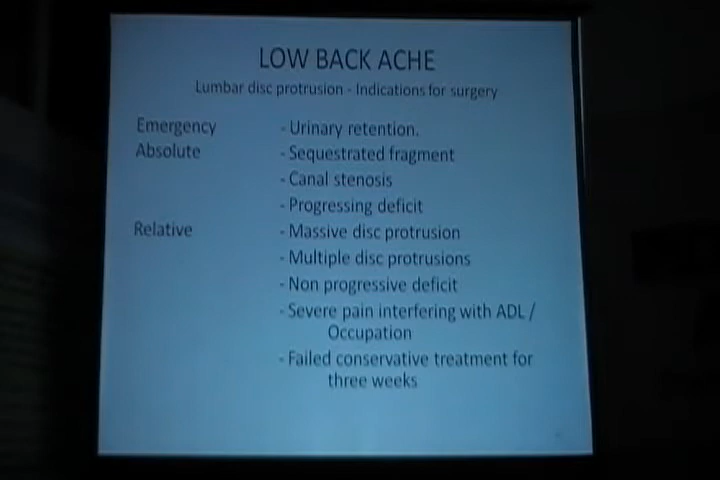 LOW BACK ACHE
Lumbar disc protrusion - Indications for surgery
Emergency - Urinary retention.
Absolute - Sequestrated fragment
- Canal stenosis
- Progressing deficit
Relative - Massive disc protrusion
- Multiple disc protrusions
- Non progressive deficit
- Severe pain interfering with ADL /
Occupation
- Failed conservative treatment for
three weeks